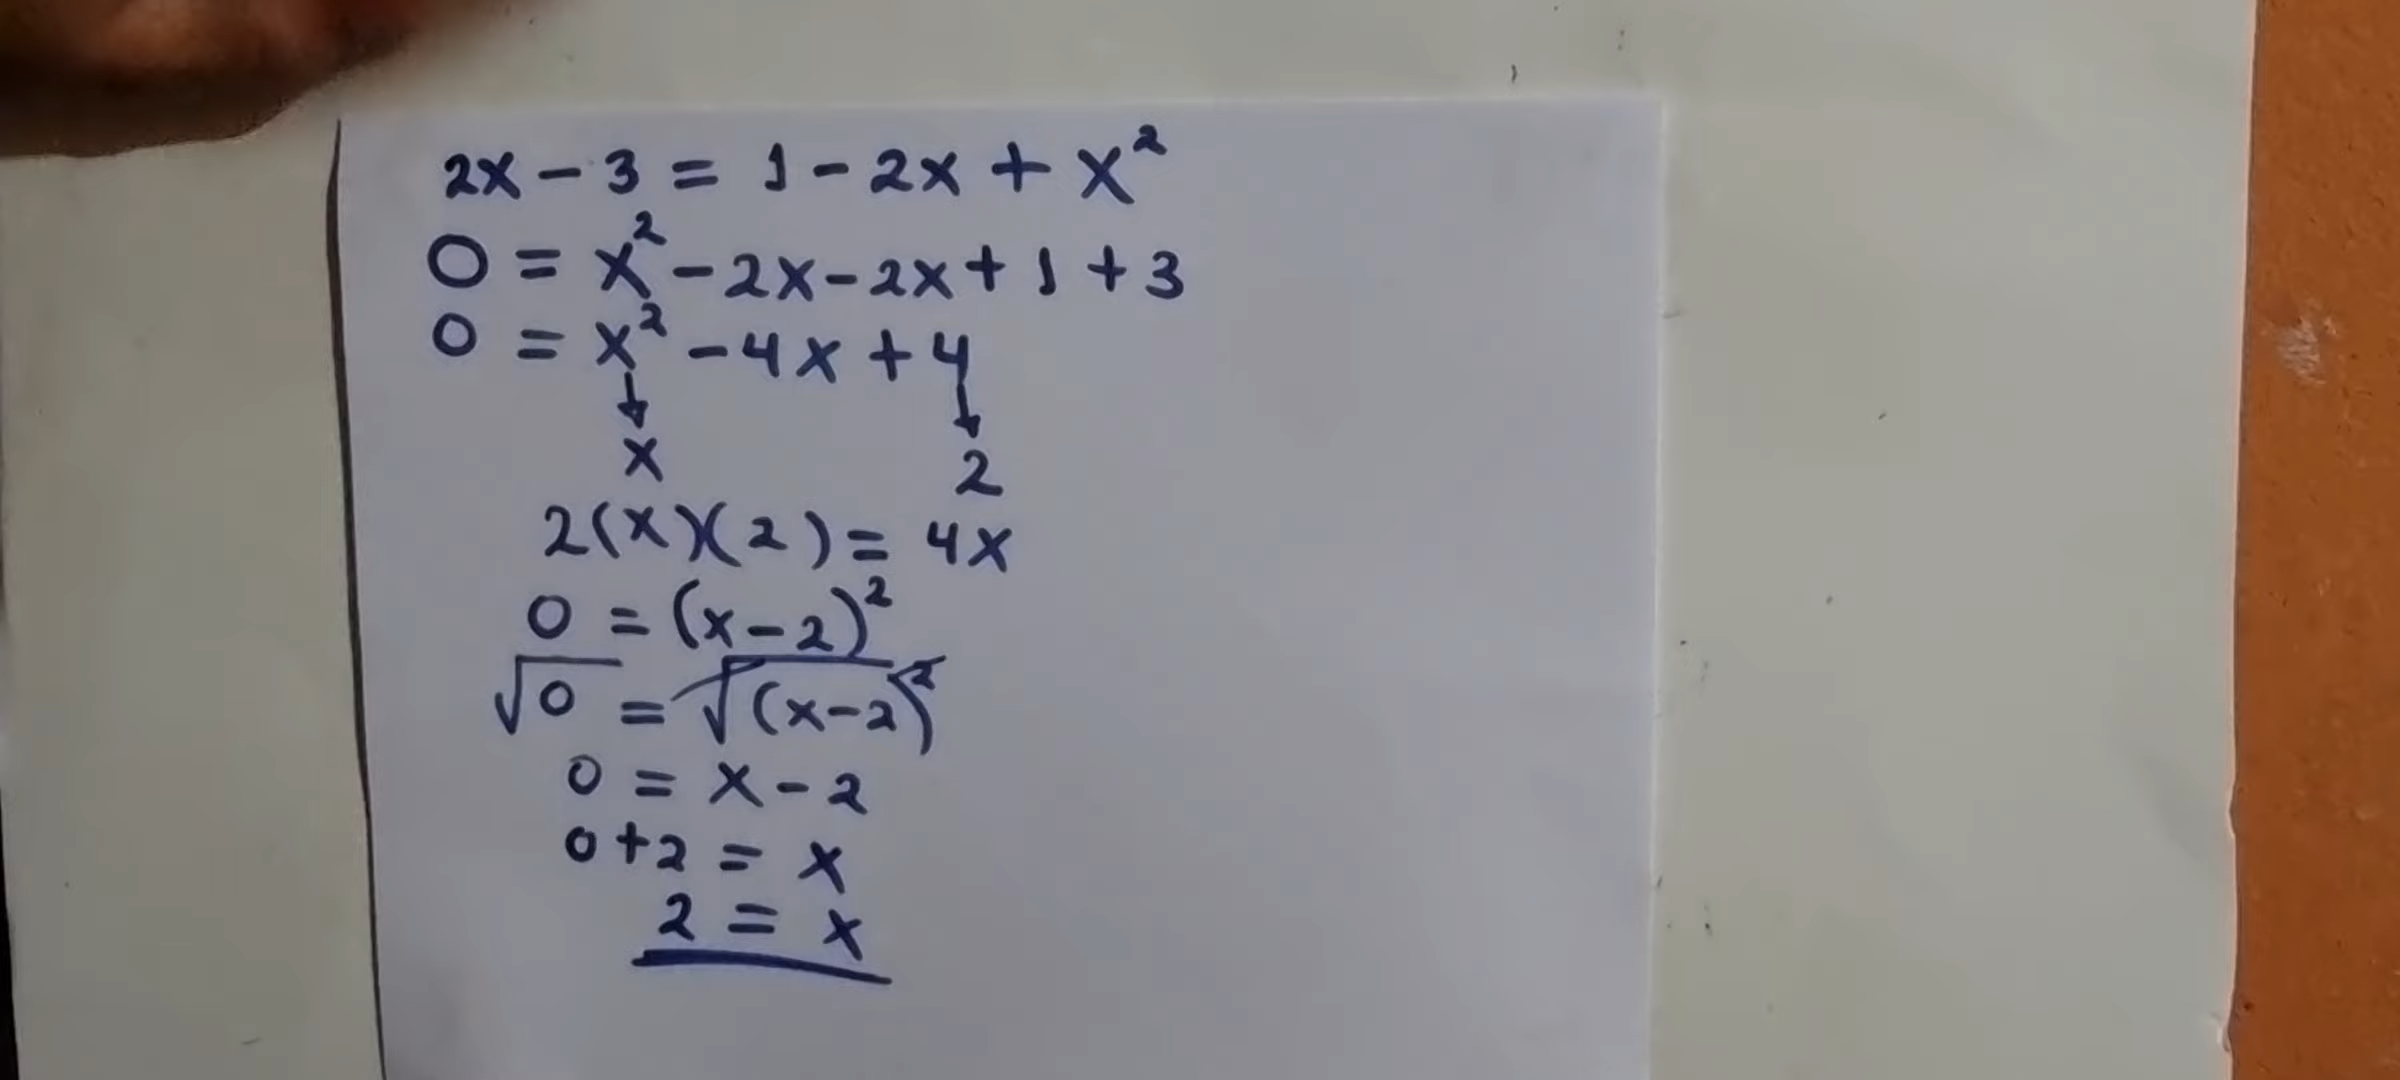 2x - 3 = 1 - 2x + x²
0 = x² - 2x - 2x + 1 + 3
0 = x² - 4x + 4
↓ ↓
x 2
2(x)(2) = 4x
0 = (x - 2)²
√0 = √(x - 2)²
0 = x - 2
0 + 2 = x
2 = x